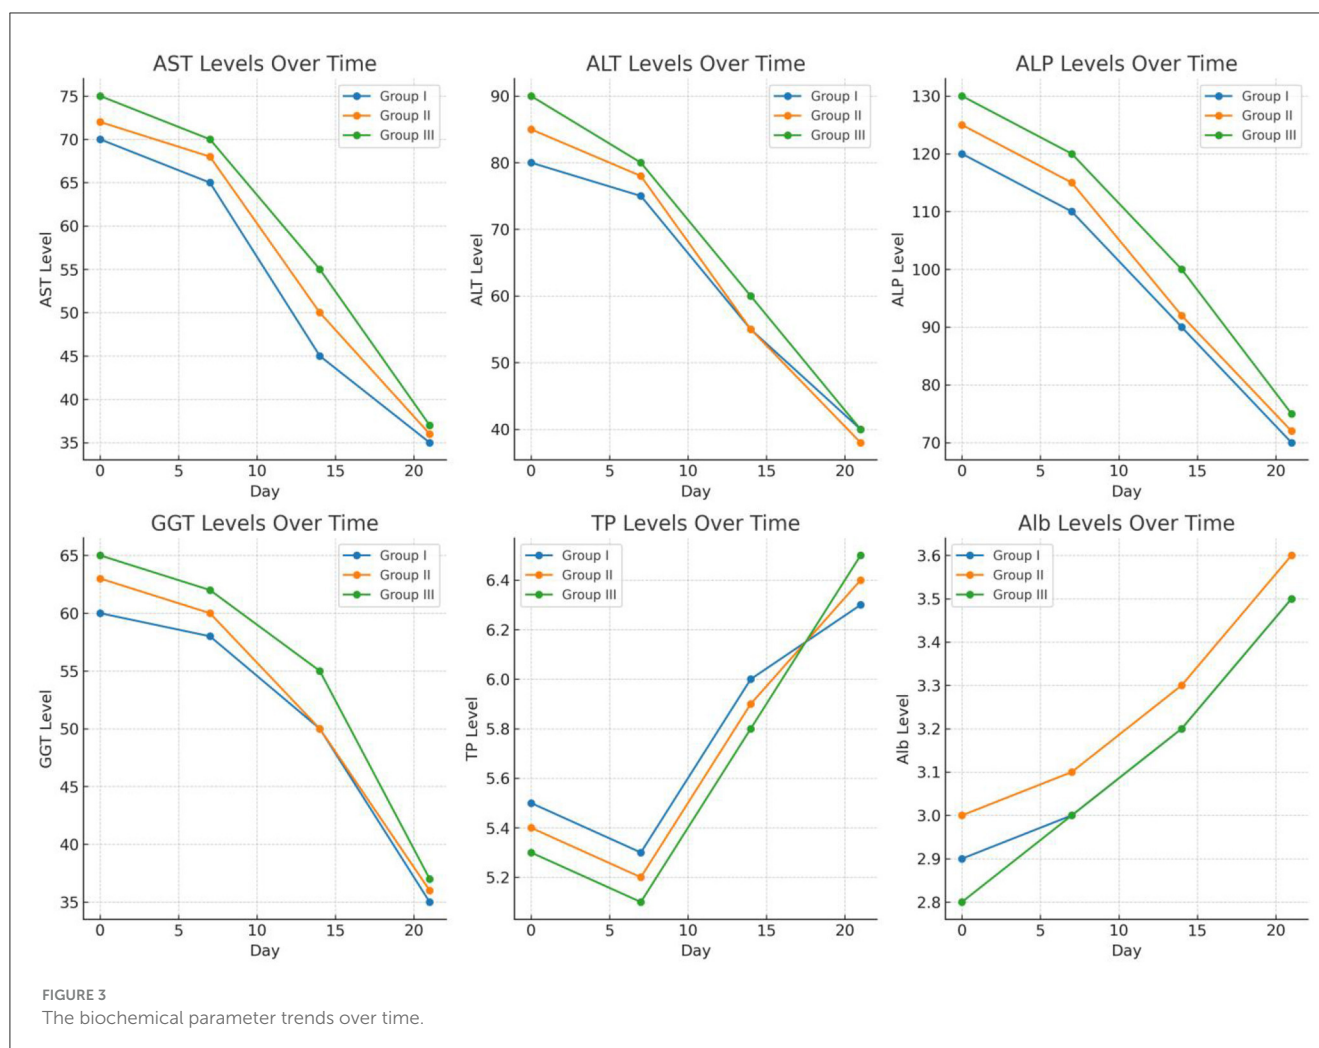 AST Levels Over Time
75
70
65
60
55
50
45
40
35
0 5 10 15 20
AST Level
Day
Group I
Group II
Group III
ALT Levels Over Time
90
80
70
60
50
40
0 5 10 15 20
ALT Level
Day
Group I
Group II
Group III
ALP Levels Over Time
130
120
110
100
90
80
70
0 5 10 15 20
ALP Level
Day
Group I
Group II
Group III
GGT Levels Over Time
65
60
55
50
45
40
35
0 5 10 15 20
GGT Level
Day
Group I
Group II
Group III
TP Levels Over Time
6.4
6.2
6.0
5.8
5.6
5.4
5.2
0 5 10 15 20
TP Level
Day
Group I
Group II
Group III
Alb Levels Over Time
3.6
3.5
3.4
3.3
3.2
3.1
3.0
2.9
2.8
0 5 10 15 20
Alb Level
Day
Group I
Group II
Group III
FIGURE 3
The biochemical parameter trends over time.